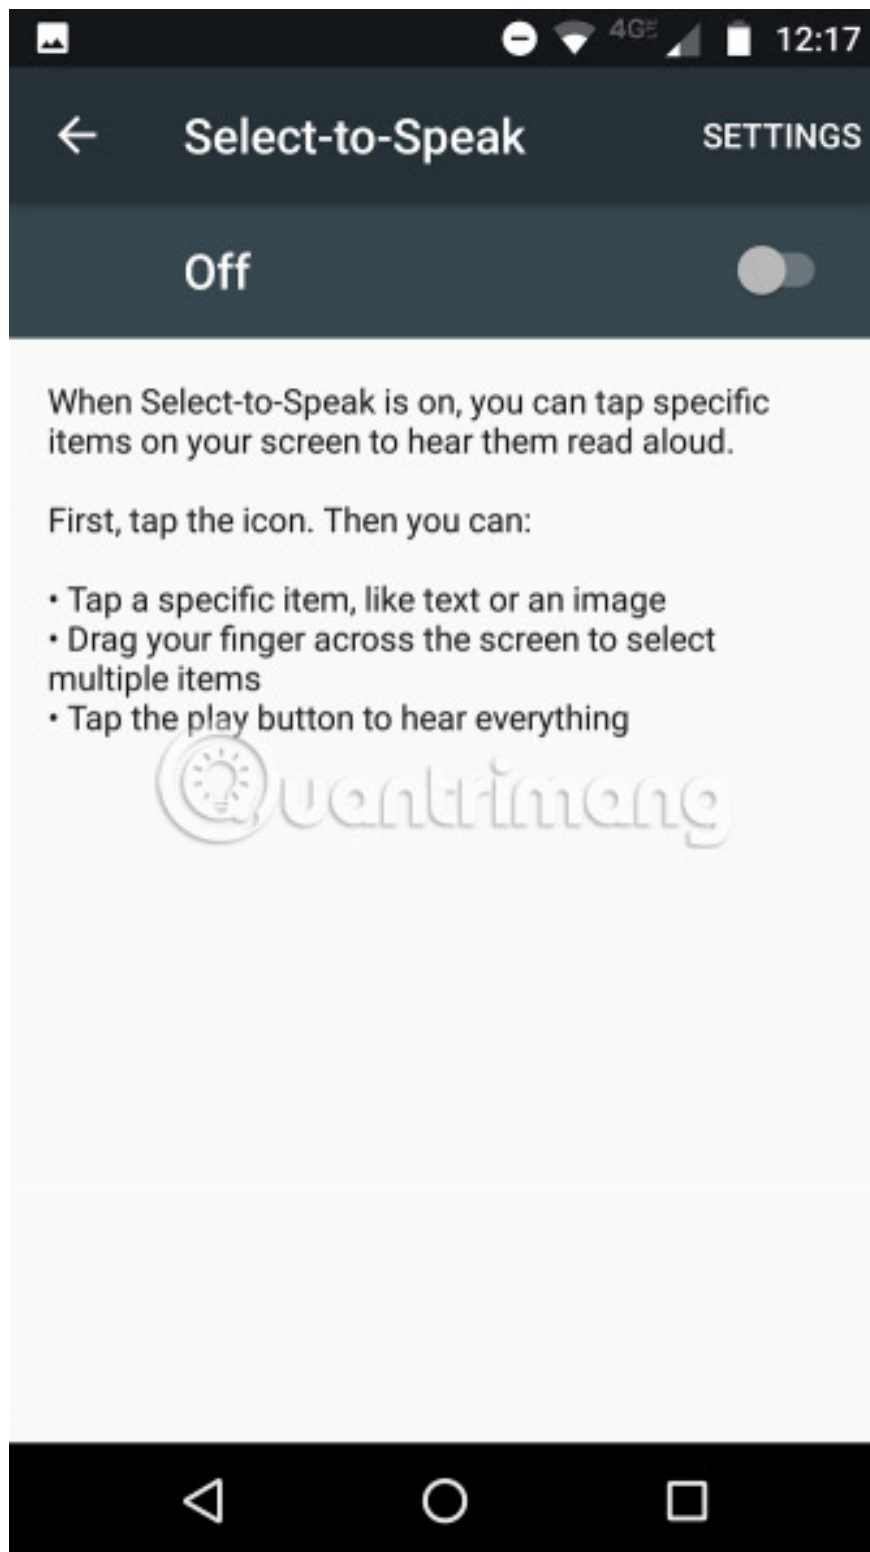 4G
12:17
Select-to-Speak
SETTINGS
Off
When Select-to-Speak is on, you can tap specific
items on your screen to hear them read aloud.
First, tap the icon. Then you can:
• Tap a specific item, like text or an image
• Drag your finger across the screen to select
multiple items
• Tap the play button to hear everything
Quantrimang